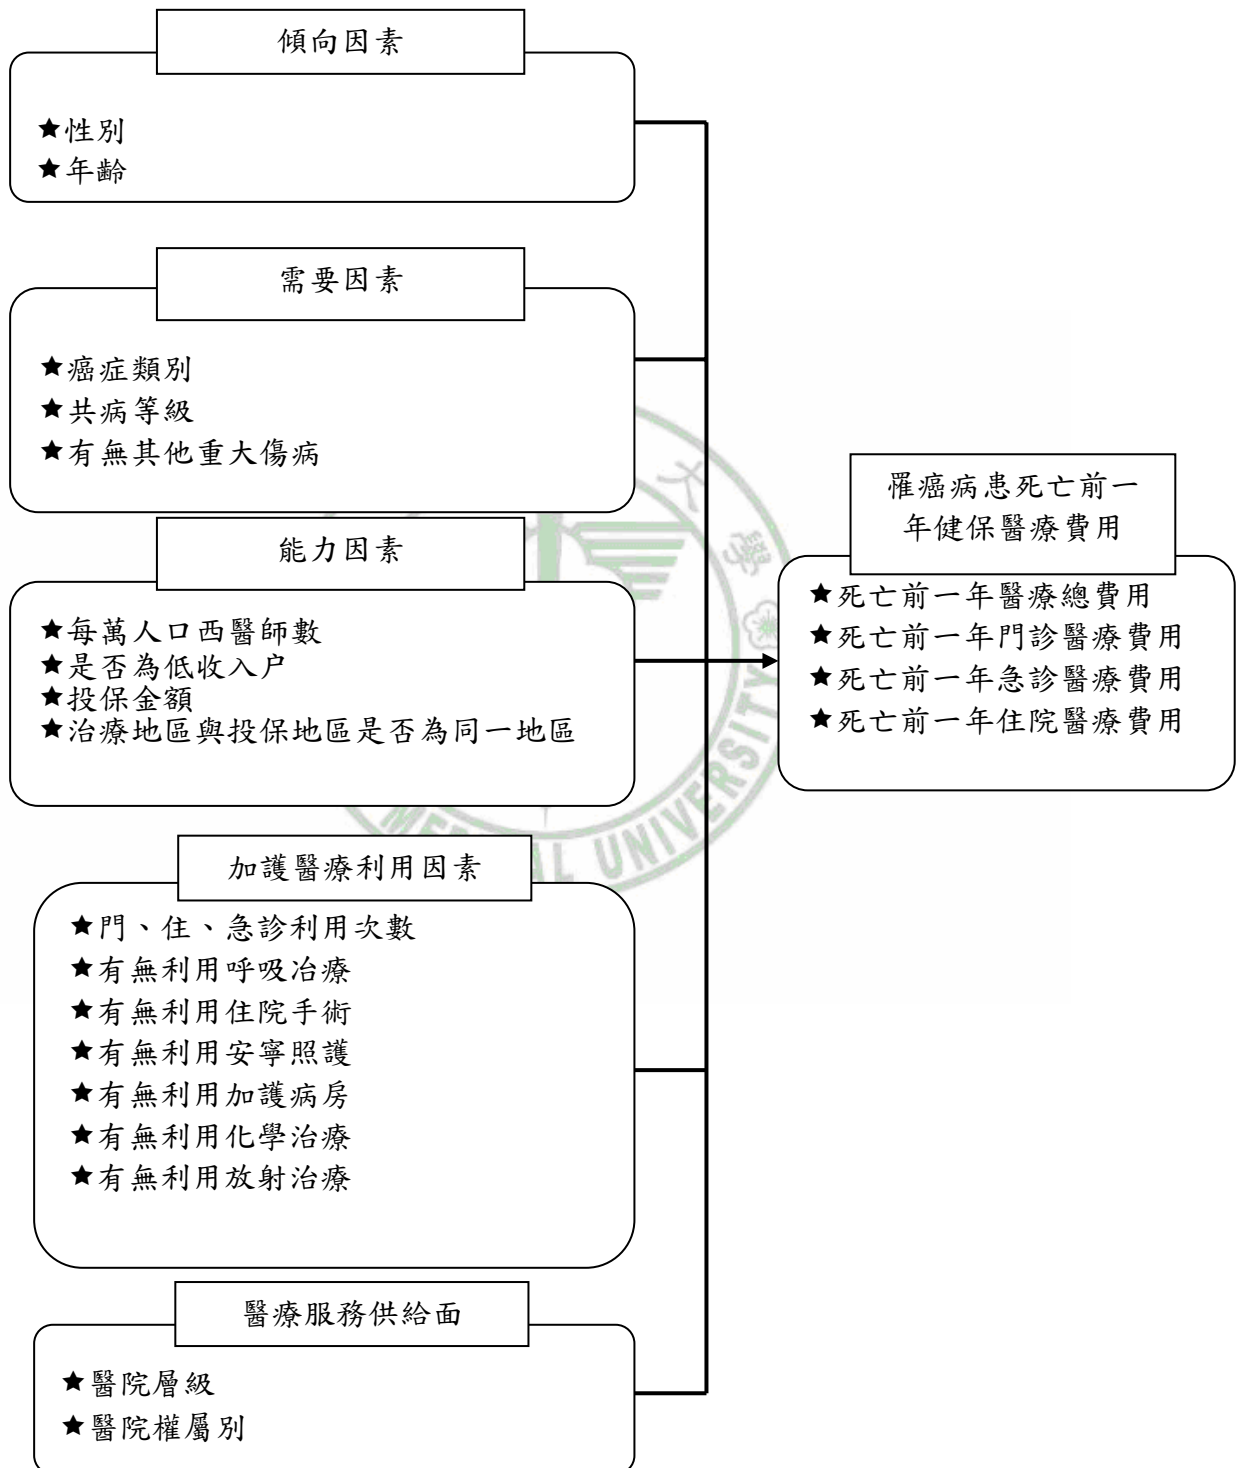 傾向因素
★性別
★年齡
需要因素
★癌症類別
★共病等級
★有無其他重大傷病
能力因素
★每萬人口西醫師數
★是否為低收入户
★投保金額
★治療地區與投保地區是否為同一地區
加護醫療利用因素
★門、住、急診利用次數
★有無利用呼吸冶療
★有無利用住院手術
★有無利用安寧照護
★有無利用加護病房
★有無利用化學治療
★有無利用放射治療
醫療服務供給面
★醫院層級
★醫院權屬別
罹癌病患死亡前一
年健保醫療費用
★死亡前一年醫療總費用
★死亡前一年門診醫療費用
★死亡前一年急診醫療費用
★死亡前一年住院醫療費用
大學
UNIVERSITY